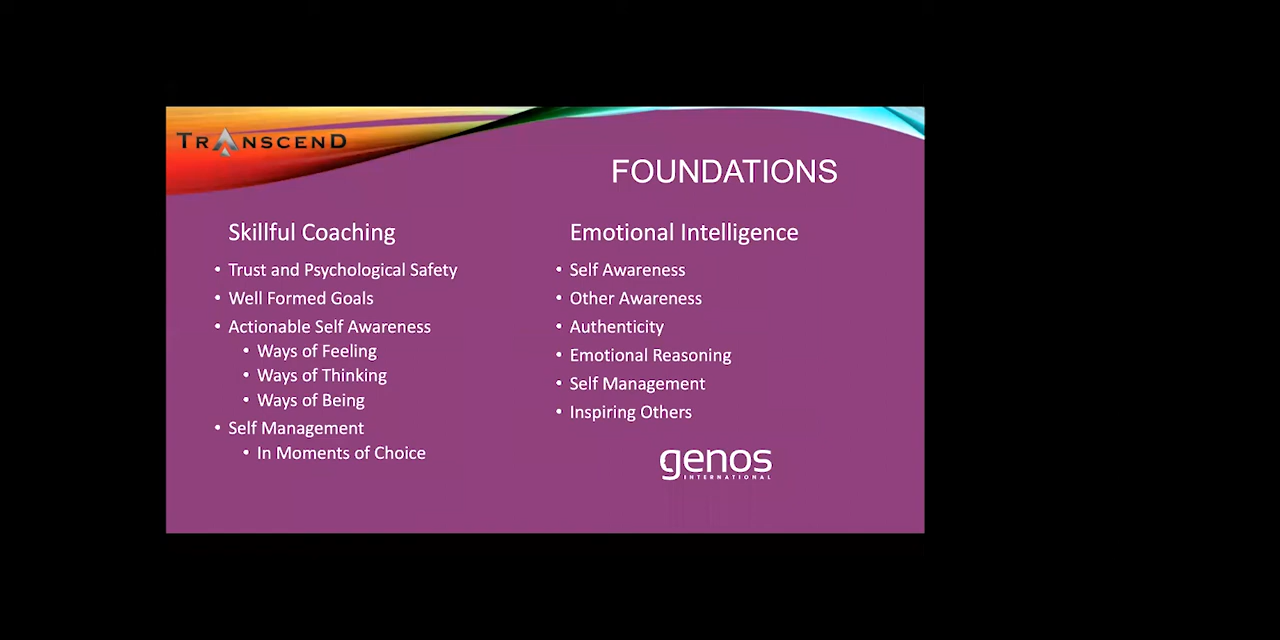 TRANSCEND
FOUNDATIONS
Skillful Coaching
• Trust and Psychological Safety
• Well Formed Goals
• Actionable Self Awareness
• Ways of Feeling
• Ways of Thinking
• Ways of Being
• Self Management
• In Moments of Choice
Emotional Intelligence
• Self Awareness
• Other Awareness
• Authenticity
• Emotional Reasoning
• Self Management
• Inspiring Others
genos
INTERNATIONAL